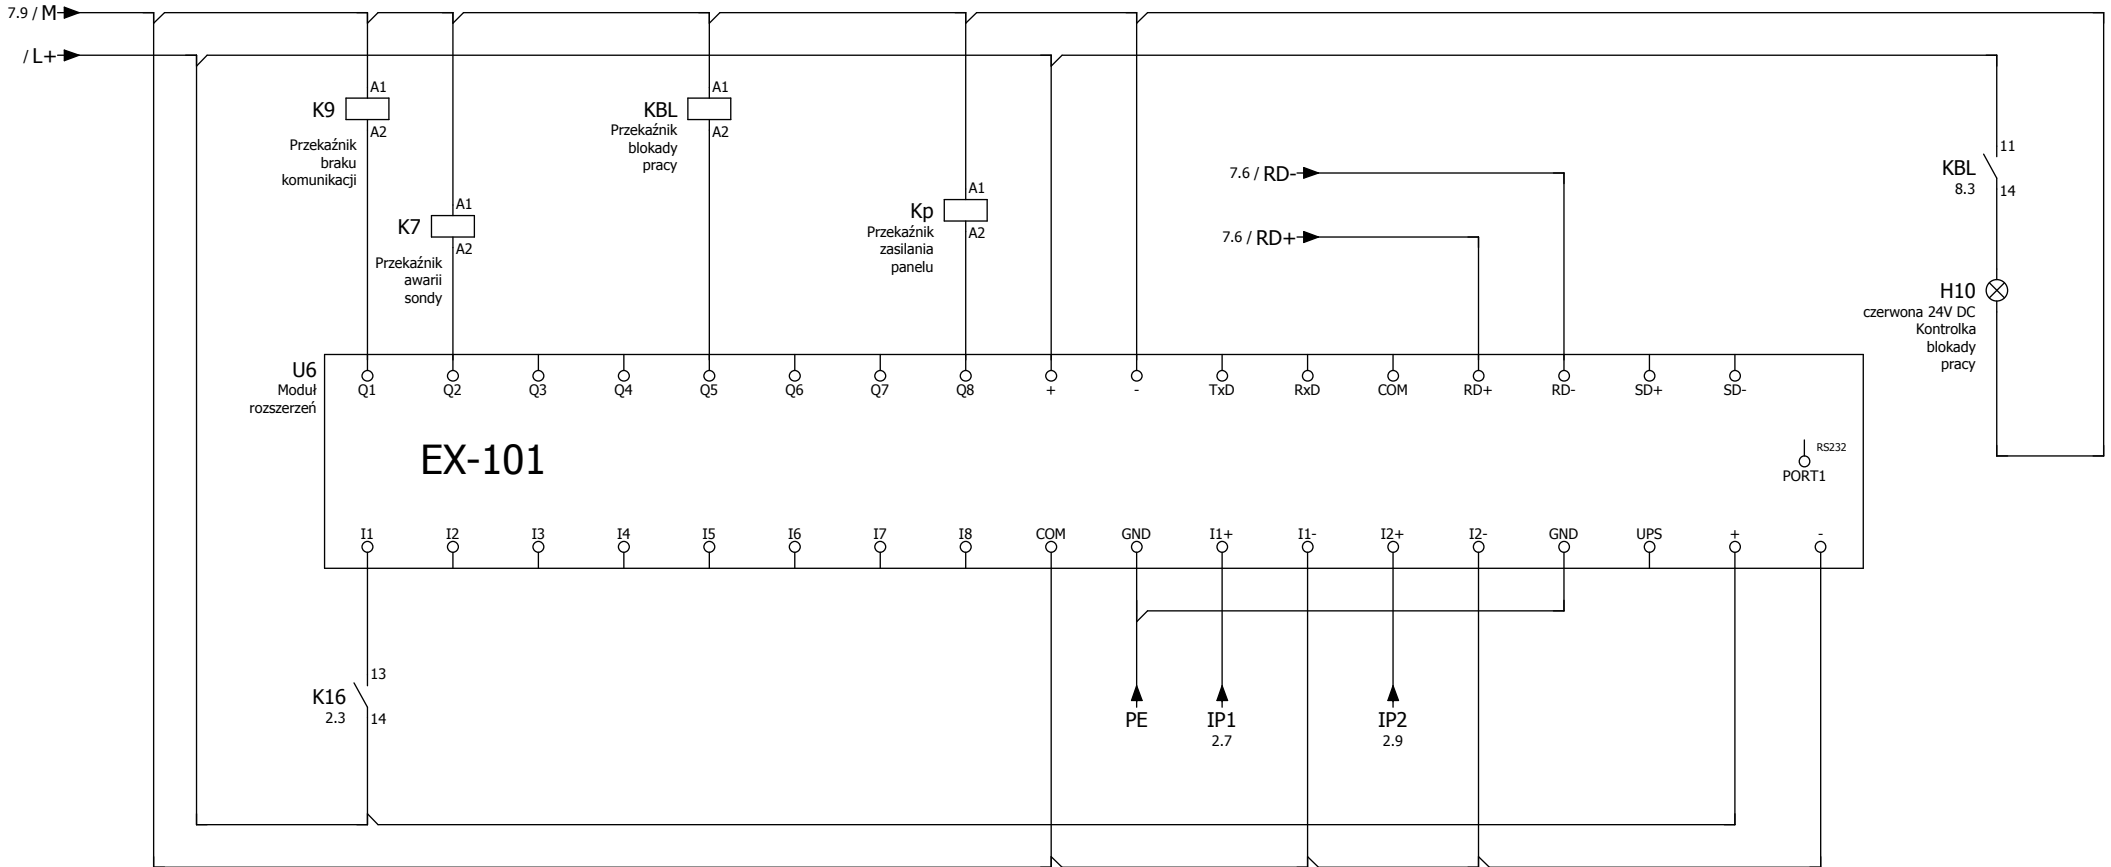 7.9 / M
/ L+
K9
A1
A2
Przekaźnik
braku
komunikacji
K7
A1
A2
Przekaźnik
awarii
sondy
KBL
A1
A2
Przekaźnik
blokady
pracy
Kp
A1
A2
Przekaźnik
zasilania
panelu
7.6 / RD-
7.6 / RD+
KBL
8.3
11
14
H10
czerwona 24V DC
Kontrolka
blokady
pracy
U6
Moduł
rozszerzeń
Q1 Q2 Q3 Q4 Q5 Q6 Q7 Q8 + - TxD RxD COM RD+ RD- SD+ SD-
EX-101
RS232
PORT1
I1 I2 I3 I4 I5 I6 I7 I8 COM GND I1+ I1- I2+ I2- GND UPS + -
K16
2.3
13
14
PE
IP1
2.7
IP2
2.9